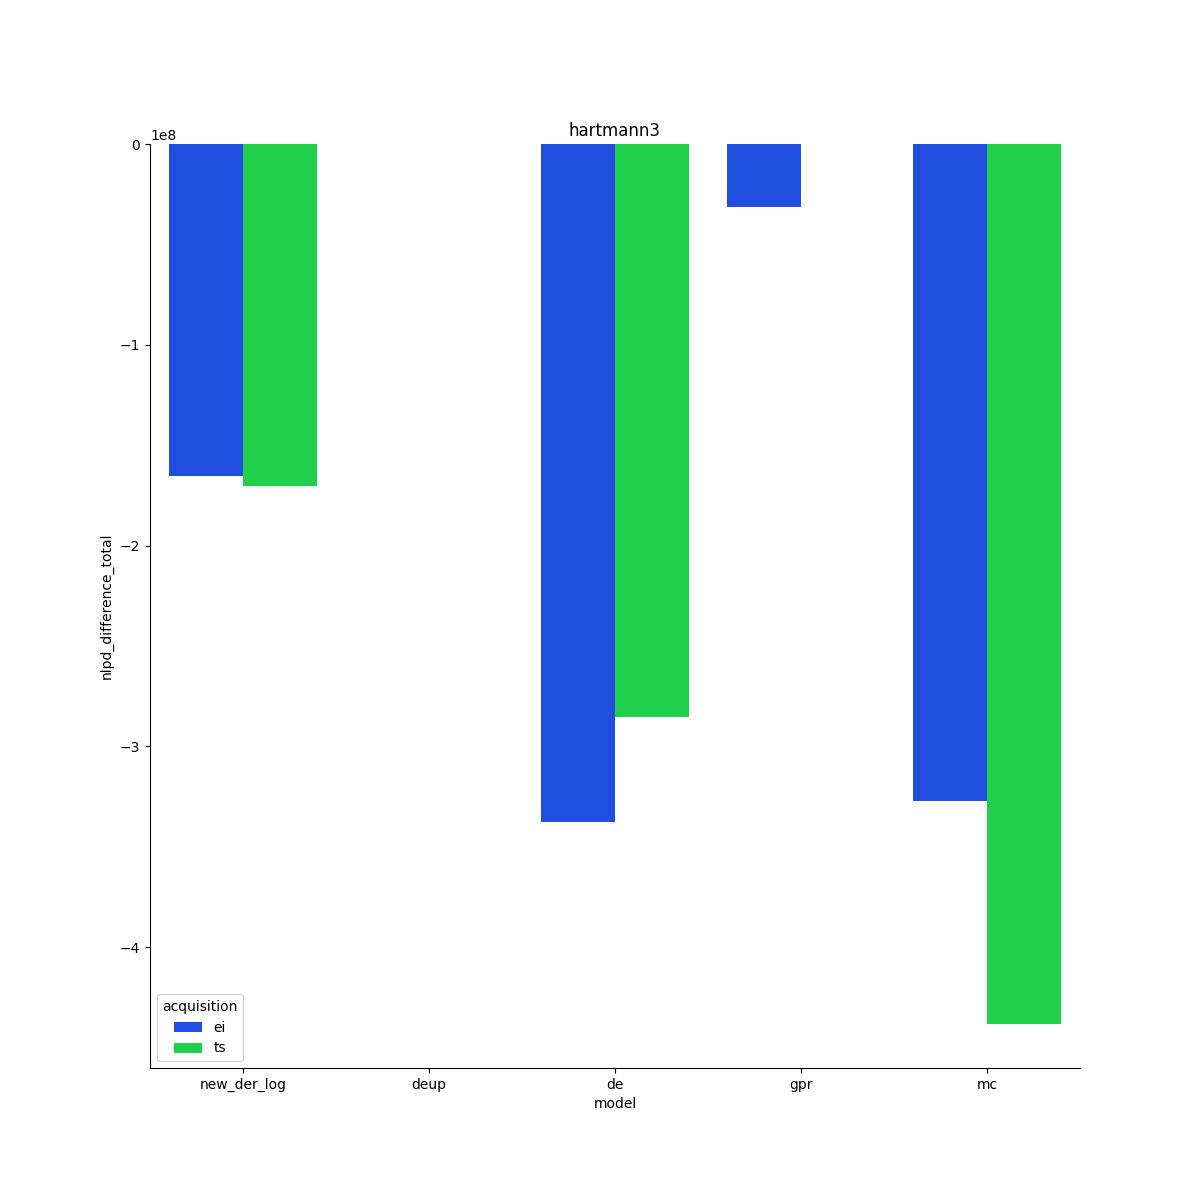 hartmann3
1e8
0
−1
−2
−3
−4
nlpd_difference_total
acquisition
ei
ts
new_der_log deup de gpr mc
model